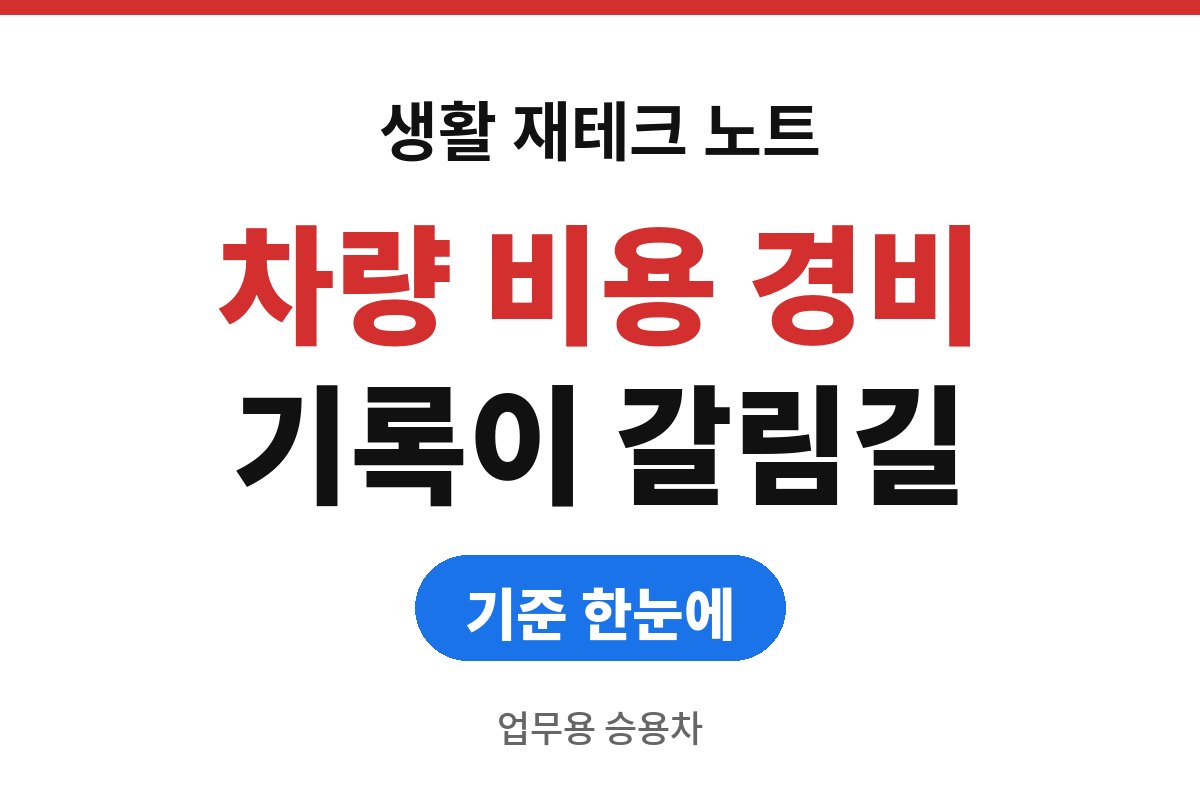 생활 재테크 노트
차량 비용 경비
기록이 갈림길
기준 한눈에
업무용 승용차